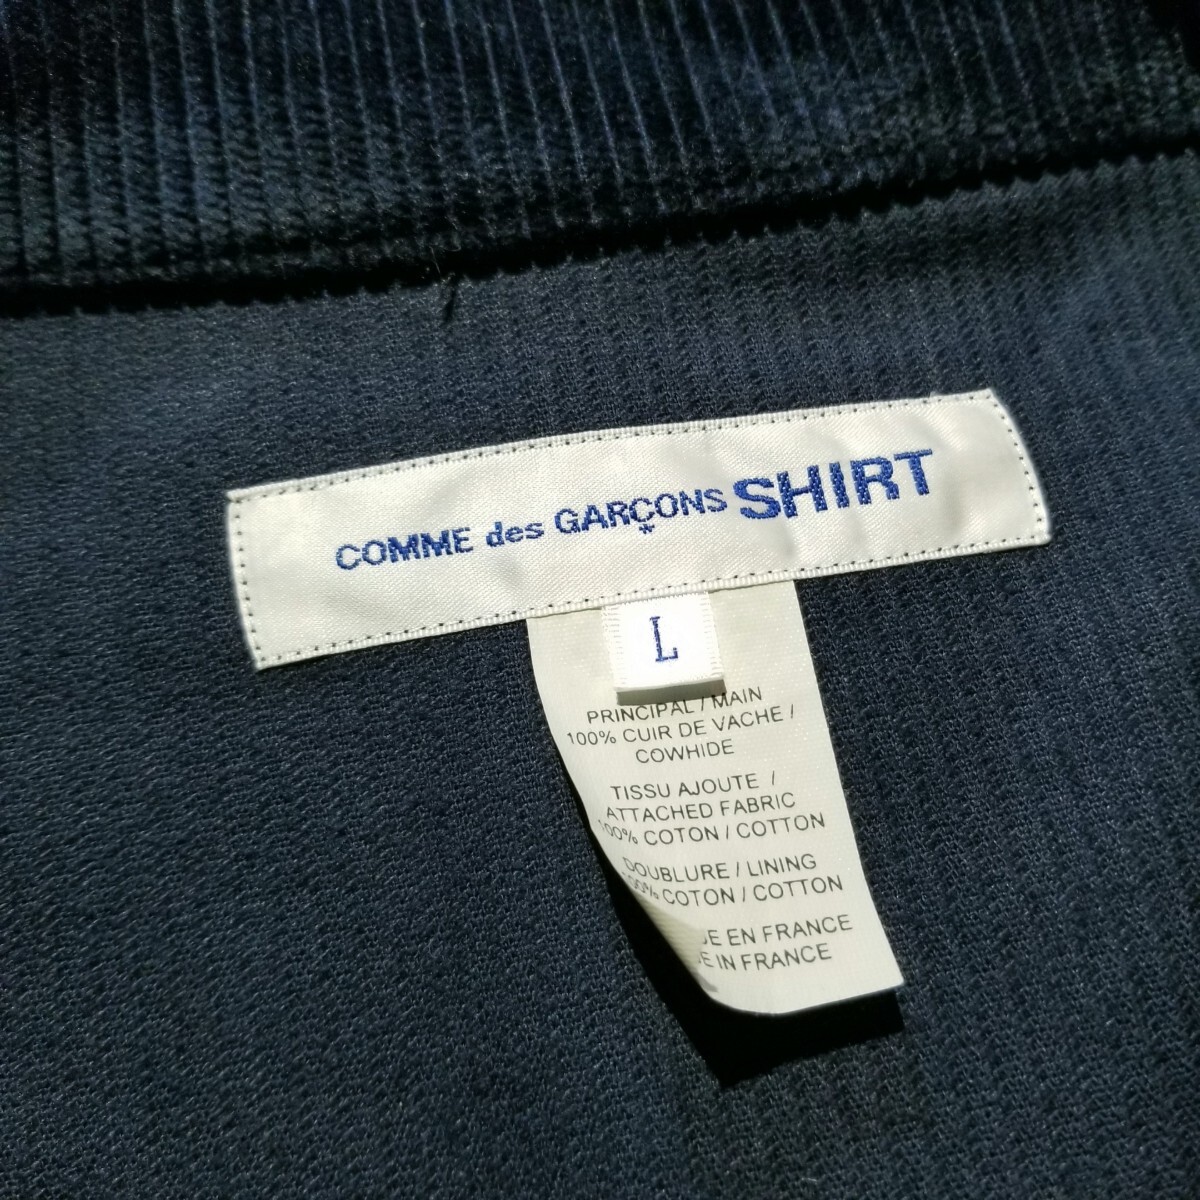 COMME des GARÇONS SHIRT
L
PRINCIPAL / MAIN
100% CUIR DE VACHE /
COWHIDE
TISSU AJOUTE /
ATTACHED FABRIC
100% COTON / COTTON
DOUBLURE / LINING
100% COTON / COTTON
EN FRANCE
IN FRANCE